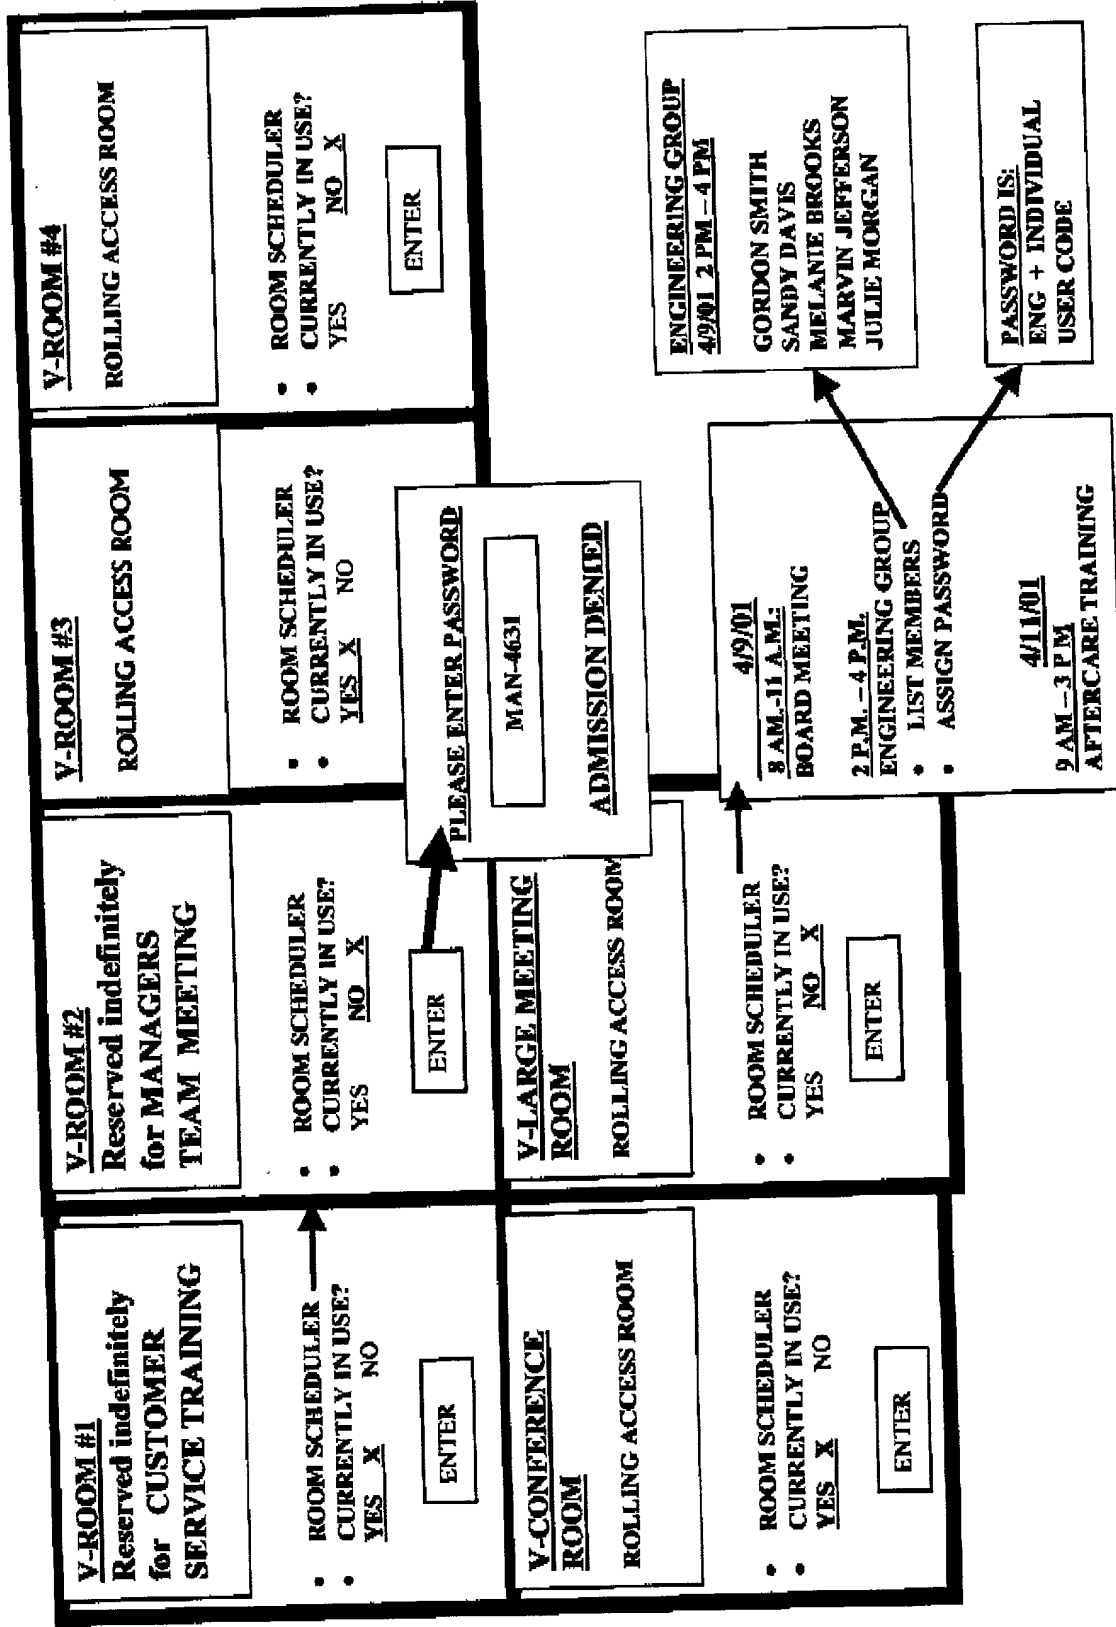 V-ROOM #1
Reserved indefinitely
for CUSTOMER
SERVICE TRAINING
• ROOM SCHEDULER
• CURRENTLY IN USE?
YES X NO
ENTER
V-ROOM #2
Reserved indefinitely
for MANAGERS
TEAM MEETING
• ROOM SCHEDULER
• CURRENTLY IN USE?
YES NO X
ENTER
V-ROOM #3
ROLLING ACCESS ROOM
• ROOM SCHEDULER
• CURRENTLY IN USE?
YES X NO
V-ROOM #4
ROLLING ACCESS ROOM
• ROOM SCHEDULER
• CURRENTLY IN USE?
YES NO X
ENTER
PLEASE ENTER PASSWORD
MAN-4631
ADMISSION DENIED
V-CONFERENCE
ROOM
ROLLING ACCESS ROOM
• ROOM SCHEDULER
• CURRENTLY IN USE?
YES X NO
ENTER
V-LARGE MEETING
ROOM
ROLLING ACCESS ROOM
• ROOM SCHEDULER
• CURRENTLY IN USE?
YES NO X
ENTER
4/9/01
8 AM.-11 A.M.:
BOARD MEETING
2 P.M. – 4 P.M.
ENGINEERING GROUP
• LIST MEMBERS
• ASSIGN PASSWORD
4/11/01
9 AM – 3 PM
AFTERCARE TRAINING
ENGINEERING GROUP
4/9/01 2 PM – 4 PM
GORDON SMITH
SANDY DAVIS
MELANIE BROOKS
MARVIN JEFFERSON
JULIE MORGAN
PASSWORD IS:
ENG + INDIVIDUAL
USER CODE